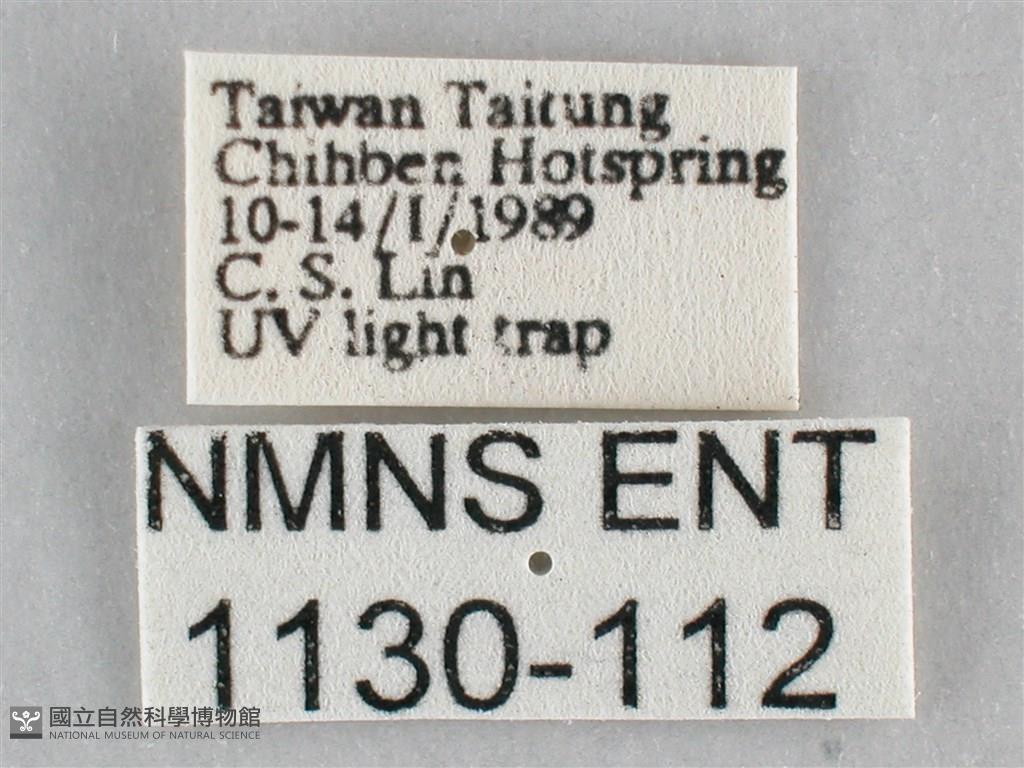 Taiwan Taitung
Chihben Hotspring
10-14/I/1989
C. S. Lin
UV light trap
NMNS ENT
1130-112
國立自然科學博物館
NATIONAL MUSEUM OF NATURAL SCIENCE